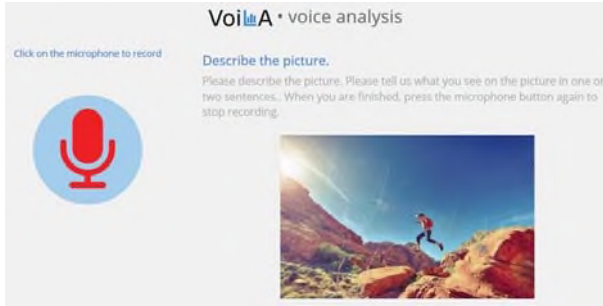 VoiLA • voice analysis
Click on the microphone to record
Describe the picture.
Please describe the picture. Please tell us what you see on the picture in one or
two sentences.. When you are finished, press the microphone button again to
stop recording.